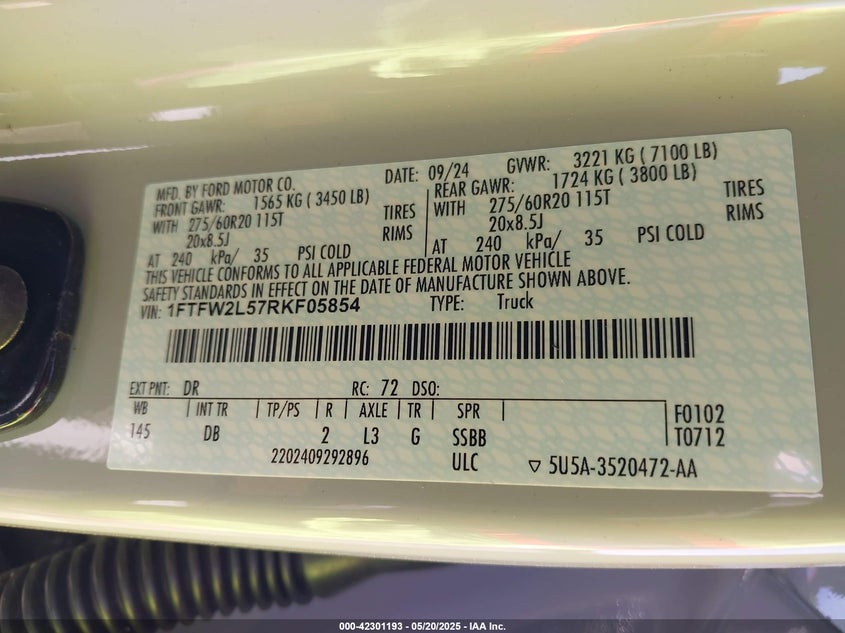 MFD. BY FORD MOTOR CO.
DATE: 09/24 GVWR: 3221 KG ( 7100 LB)
FRONT GAWR: 1565 KG ( 3450 LB)
REAR GAWR: 1724 KG ( 3800 LB)
WITH 275/60R20 115T TIRES
WITH 275/60R20 115T TIRES
20x8.5J RIMS
20x8.5J RIMS
AT 240 kPa/ 35 PSI COLD
AT 240 kPa/ 35 PSI COLD
THIS VEHICLE CONFORMS TO ALL APPLICABLE FEDERAL MOTOR VEHICLE
SAFETY STANDARDS IN EFFECT ON THE DATE OF MANUFACTURE SHOWN ABOVE.
VIN: 1FTFW2L57RKF05854 TYPE: Truck
EXT PNT: DR RC: 72 DSO:
WB INT TR TP/PS R AXLE TR SPR F0102
145 DB 2 L3 G SSBB T0712
2202409292896 ULC ▽ 5U5A-3520472-AA
000-42301193 - 05/20/2025 - IAA Inc.